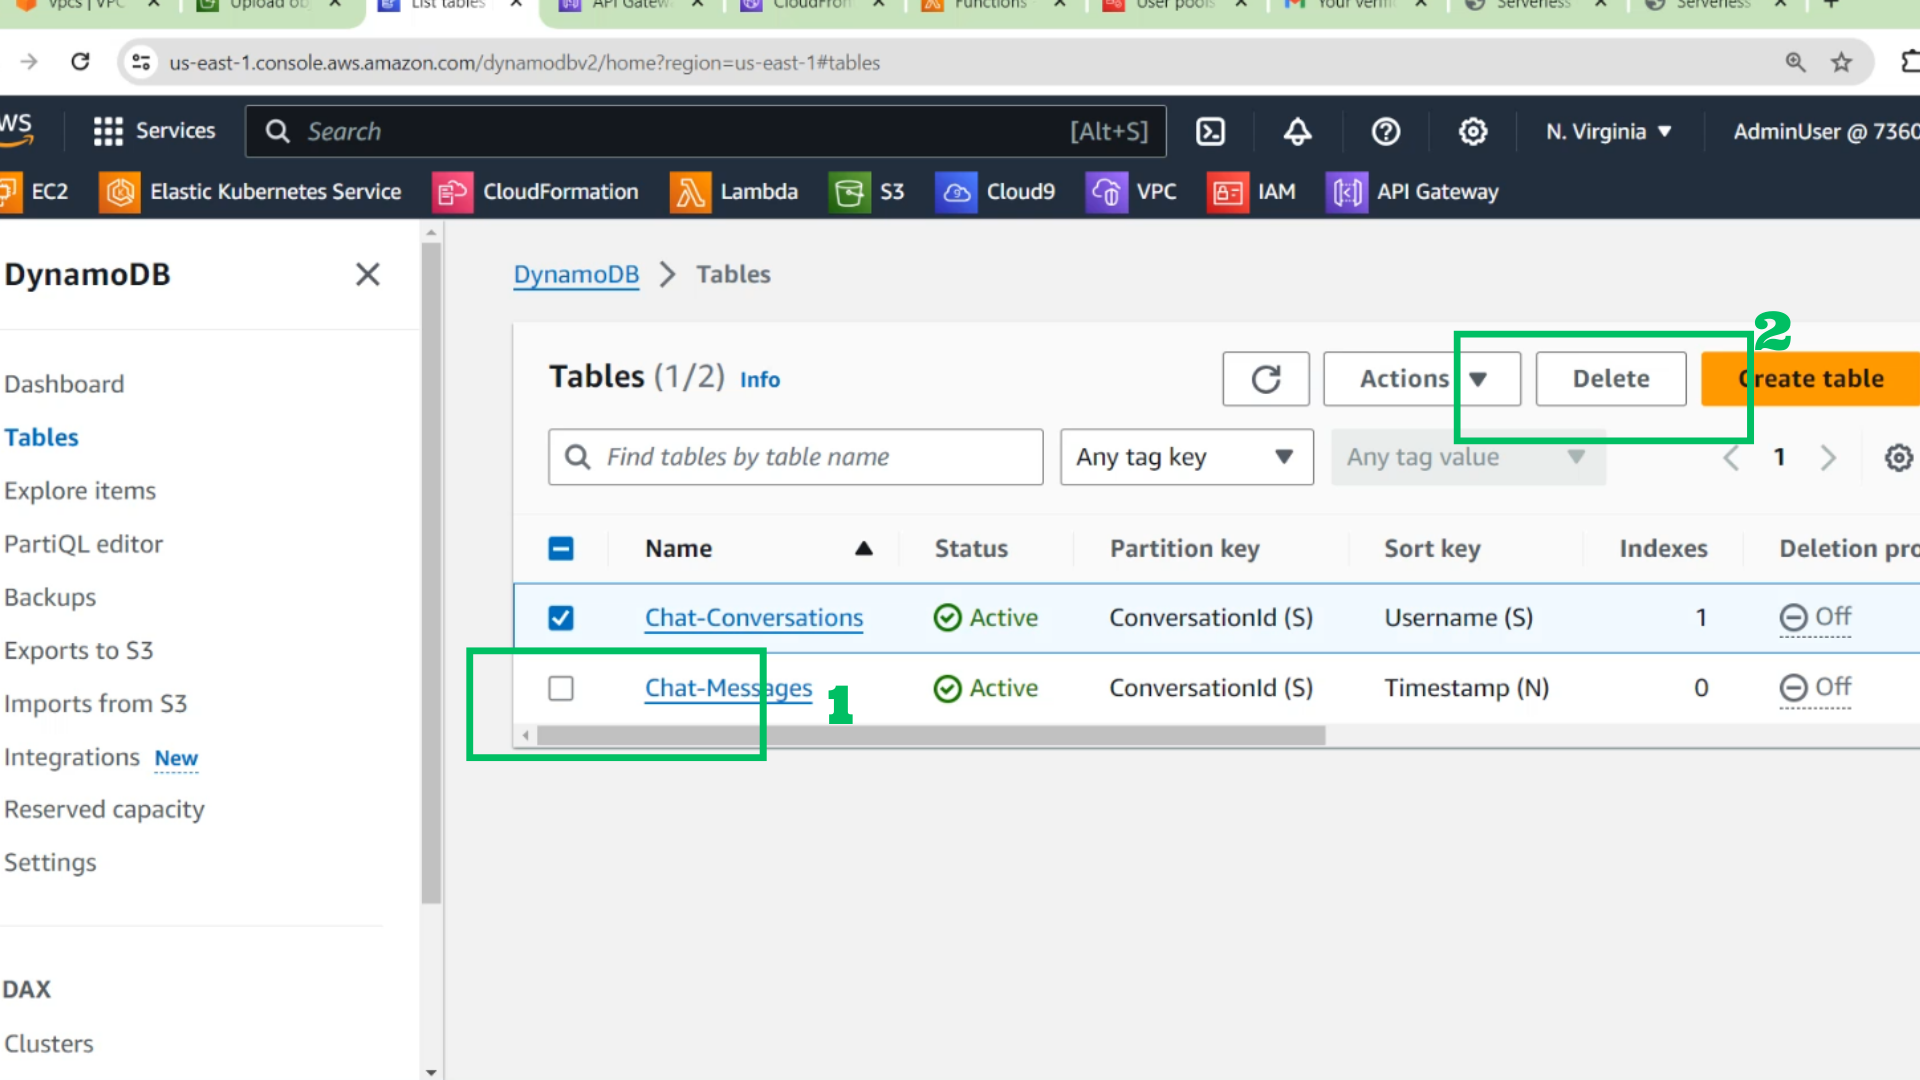 vpcs | VPC
Upload ob
List tables
API Gatew
CloudFron
Functions
User pools
Your verifi
Serverless
Serverless
us-east-1.console.aws.amazon.com/dynamodbv2/home?region=us-east-1#tables
Services
Search
[Alt+S]
N. Virginia
AdminUser @ 7360
EC2
Elastic Kubernetes Service
CloudFormation
Lambda
S3
Cloud9
VPC
IAM
API Gateway
DynamoDB
Dashboard
Tables
Explore items
PartiQL editor
Backups
Exports to S3
Imports from S3
Integrations New
Reserved capacity
Settings
DAX
Clusters
DynamoDB > Tables
2
Tables (1/2) Info
Actions
Delete
Create table
Find tables by table name
Any tag key
Any tag value
1
Name Status Partition key Sort key Indexes Deletion pro
Chat-Conversations Active ConversationId (S) Username (S) 1 Off
Chat-Messages 1 Active ConversationId (S) Timestamp (N) 0 Off